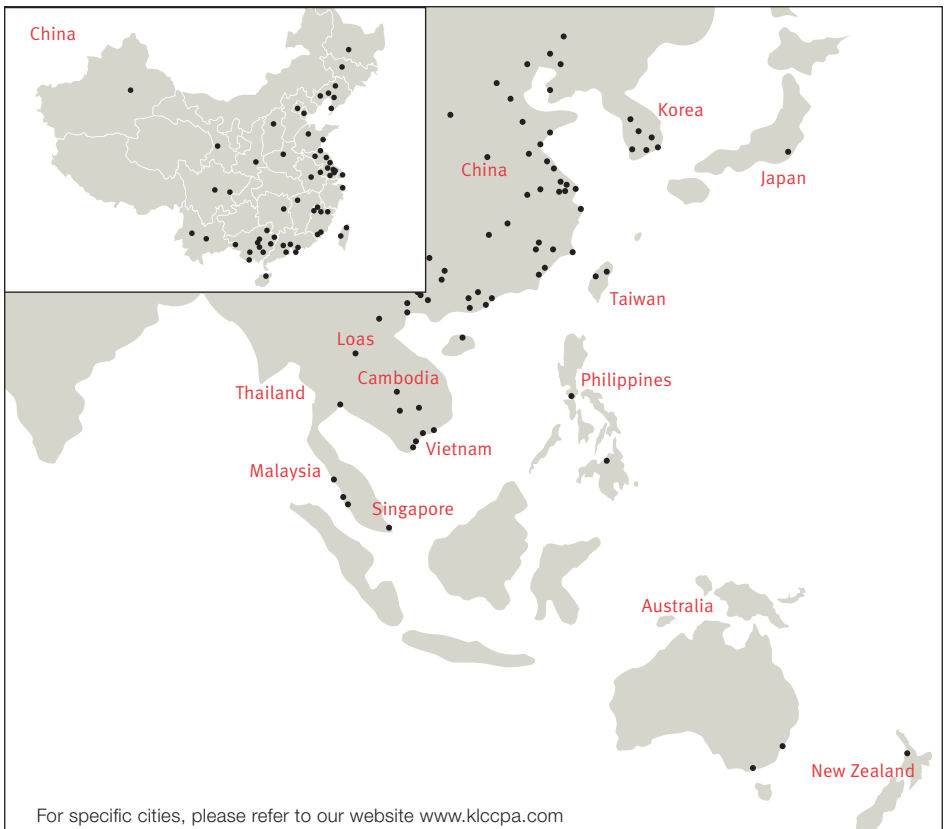 China
Korea
China
Japan
Taiwan
Loas
Cambodia
Philippines
Thailand
Vietnam
Malaysia
Singapore
Australia
New Zealand
For specific cities, please refer to our website www.klccpa.com